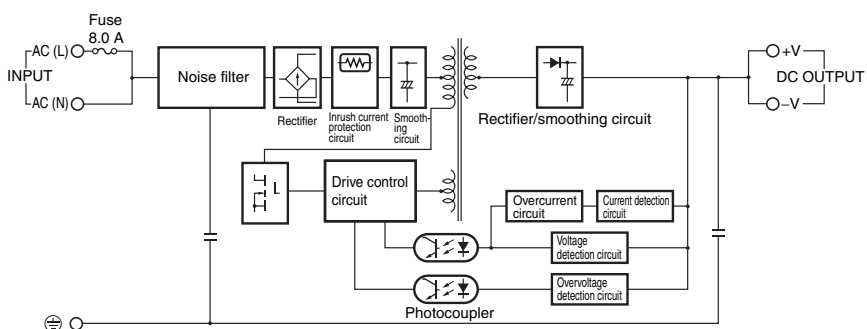 Fuse
8.0 A
AC (L)
INPUT
AC (N)
Noise filter
Rectifier
Inrush current
protection
circuit
Smooth-
ing
circuit
Rectifier/smoothing circuit
+V
DC OUTPUT
–V
L
Drive control
circuit
Overcurrent
circuit
Current detection
circuit
Voltage
detection circuit
Overvoltage
detection circuit
Photocoupler